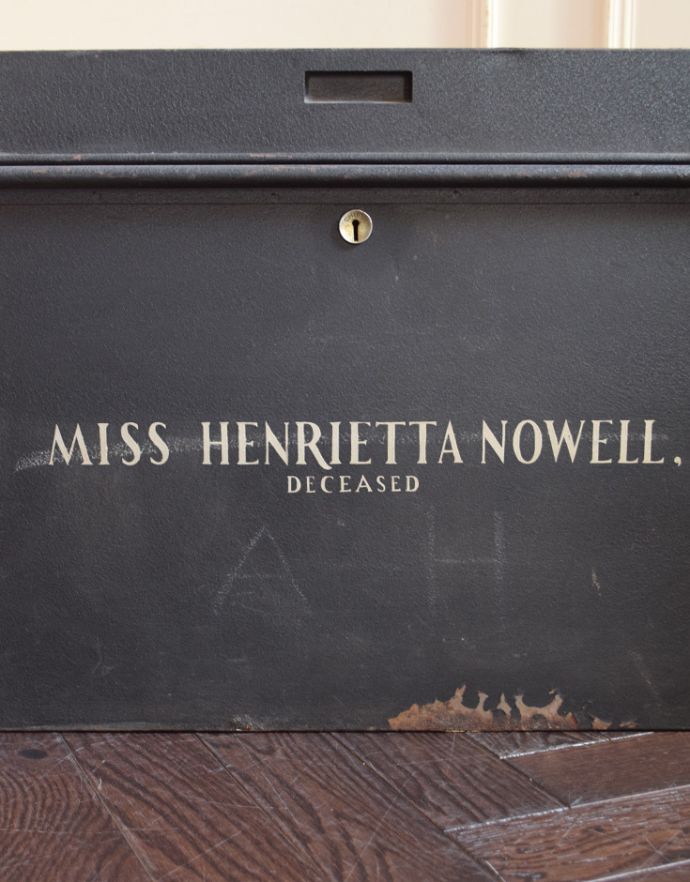 MISS HENRIETTA NOWELL,
DECEASED
A H